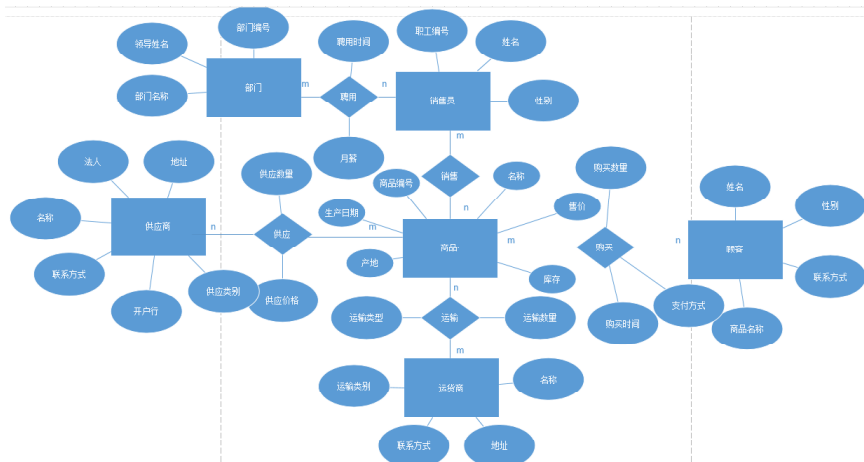 部门编号
领导姓名
部门名称
部门
m
聘用时间
聘用
n
月薪
职工编号
姓名
销售员
性别
m
销售
n
法人
地址
名称
供应商
联系方式
开户行
供应类别
n
供应数量
供应
供应价格
m
商品编号
名称
生产日期
售价
产地
商品
库存
m
n
运输类型
运输
运输数量
m
运输类别
运货商
名称
联系方式
地址
购买数量
购买
购买时间
支付方式
n
姓名
性别
顾客
联系方式
商品名称